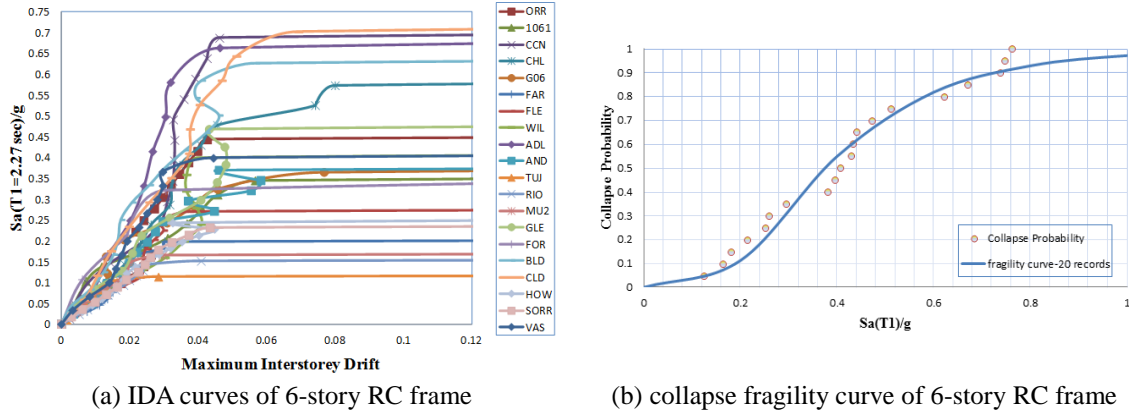 0.75
0.7
0.65
0.6
0.55
0.5
0.45
0.4
0.35
0.3
0.25
0.2
0.15
0.1
0.05
0
Sa(T1=2.27 sec)/g
0 0.02 0.04 0.06 0.08 0.1 0.12
Maximum Interstorey Drift
ORR
1061
CCN
CHL
G06
FAR
FLE
WIL
ADL
AND
TUJ
RIO
MU2
GLE
FOR
BLD
CLD
HOW
SORR
VAS
(a) IDA curves of 6-story RC frame
1
0.9
0.8
0.7
0.6
0.5
0.4
0.3
0.2
0.1
0
Collapse Probability
Collapse Probability
fragility curve-20 records
0 0.2 0.4 0.6 0.8 1
Sa(T1)/g
(b) collapse fragility curve of 6-story RC frame